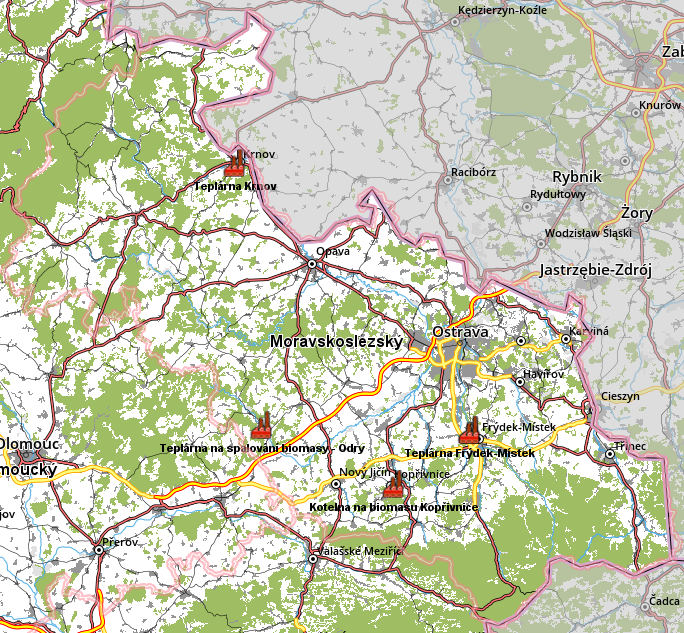 Kędzierzyn-Koźle
Zab
Knurów
Krnov
Teplárna Krnov
Racibórz
Rybnik
Rydułtowy
Żory
Wodzisław Śląski
Opava
Jastrzębie-Zdrój
Ostrava
Karviná
Moravskoslezský
Havířov
Cieszyn
Frýdek-Místek
Teplárna Frýdek-Místek
Olomouc
Teplárna na spalování biomasy - Odry
Třinec
moucký
Nový Jičín
Kopřivnice
Kotelna na biomasu Kopřivnice
jov
Přerov
Valašské Meziříčí
Čadca